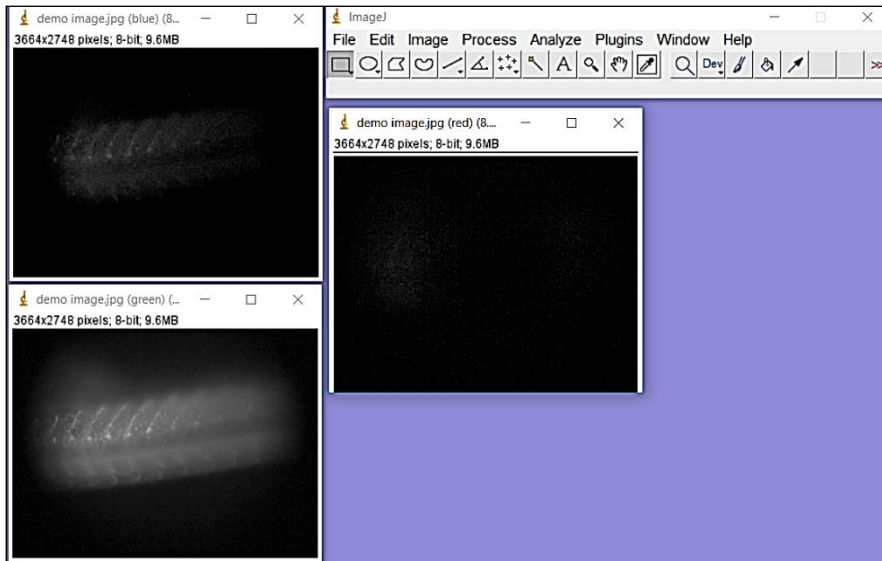 demo image.jpg (blue) (8...
3664x2748 pixels; 8-bit; 9.6MB
ImageJ
File Edit Image Process Analyze Plugins Window Help
A Dev >>
demo image.jpg (red) (8....
3664x2748 pixels; 8-bit; 9.6MB
demo image.jpg (green) (...
3664x2748 pixels; 8-bit; 9.6MB